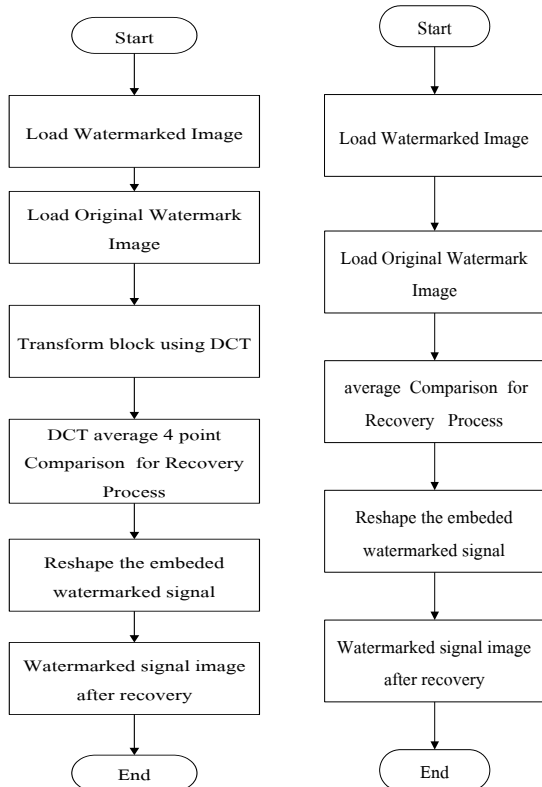 Start
Load Watermarked Image
Load Original Watermark
Image
Transform block using DCT
DCT average 4 point
Comparison for Recovery
Process
Reshape the embeded
watermarked signal
Watermarked signal image
after recovery
End
Start
Load Watermarked Image
Load Original Watermark
Image
average Comparison for
Recovery Process
Reshape the embeded
watermarked signal
Watermarked signal image
after recovery
End